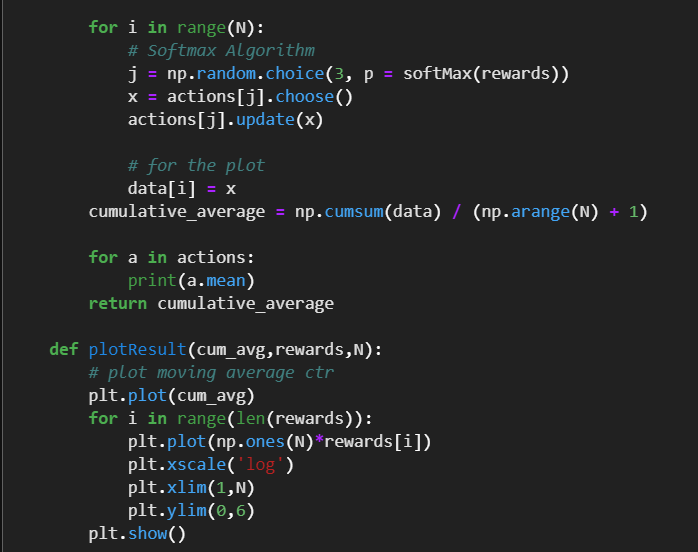 for i in range(N):
# Softmax Algorithm
j = np.random.choice(3, p = softMax(rewards))
x = actions[j].choose()
actions[j].update(x)
# for the plot
data[i] = x
cumulative_average = np.cumsum(data) / (np.arange(N) + 1)
for a in actions:
print(a.mean)
return cumulative_average
def plotResult(cum_avg,rewards,N):
# plot moving average ctr
plt.plot(cum_avg)
for i in range(len(rewards)):
plt.plot(np.ones(N)*rewards[i])
plt.xscale('log')
plt.xlim(1,N)
plt.ylim(0,6)
plt.show()